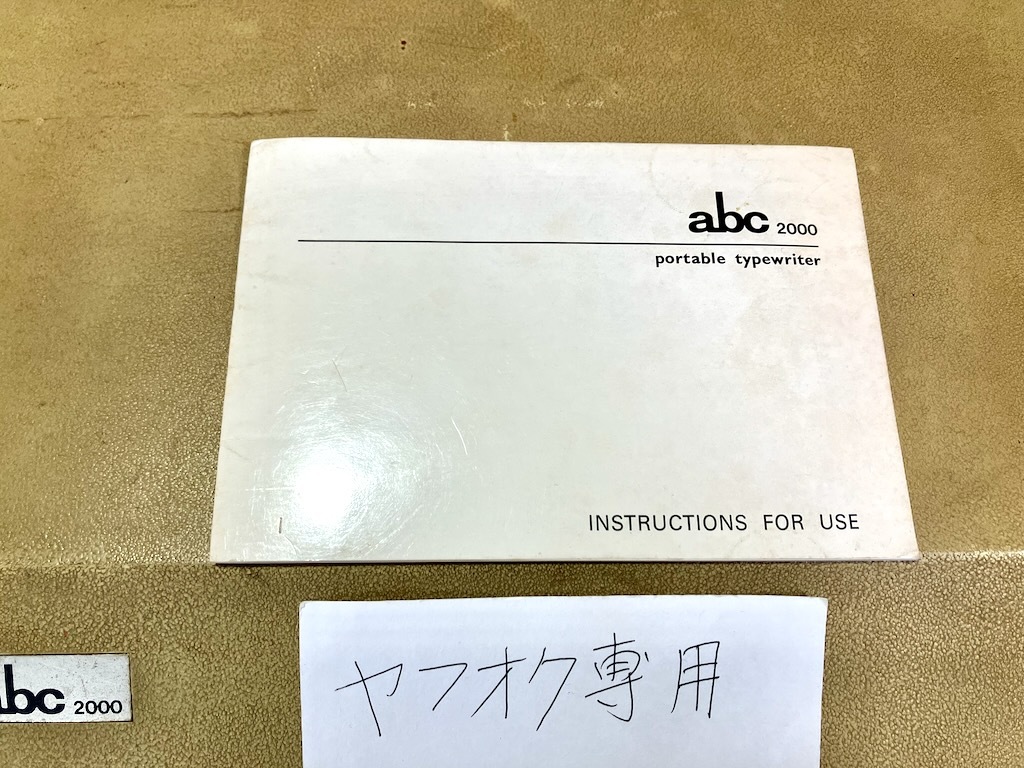 abc 2000
portable typewriter
INSTRUCTIONS FOR USE
ヤフオク専用
abc 2000